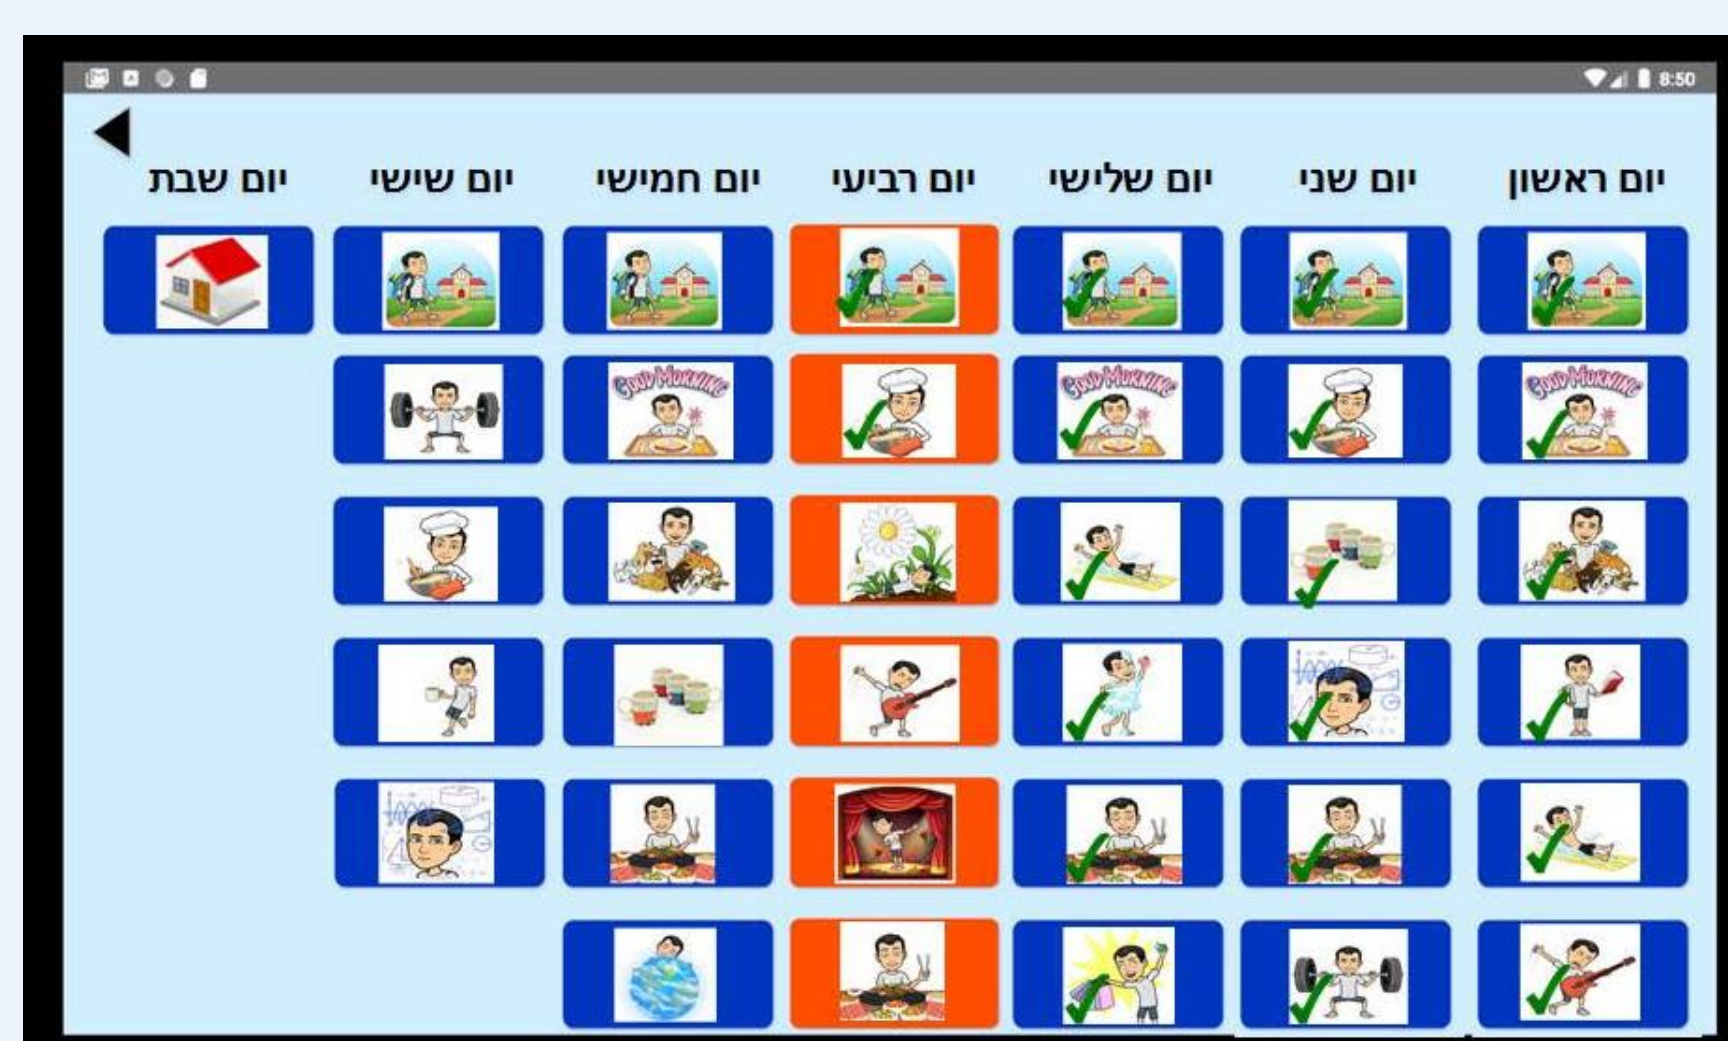 8:50
יום ראשון
יום שני
יום שלישי
יום רביעי
יום חמישי
יום שישי
יום שבת
GOOD MORNING
GOOD MORNING
GOOD MORNING